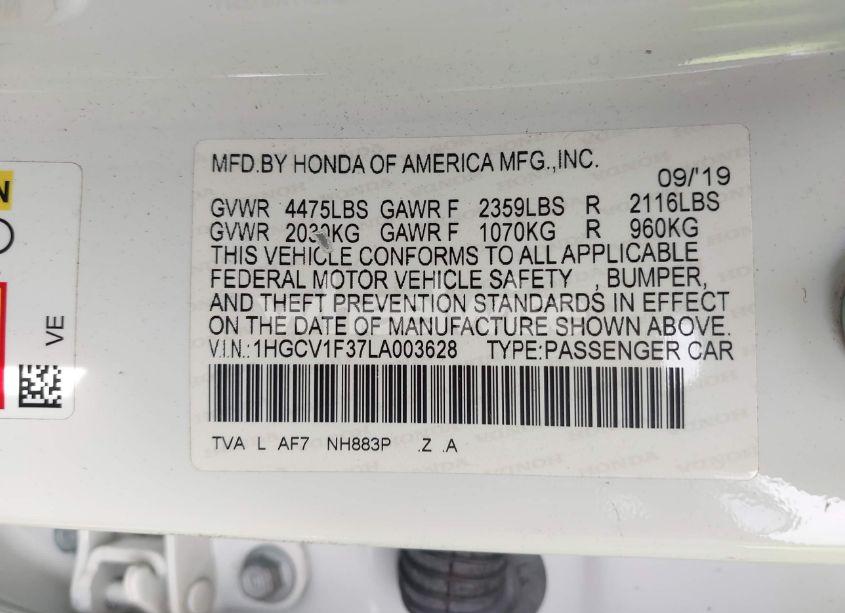 MFD.BY HONDA OF AMERICA MFG.,INC.
09/'19
GVWR 4475LBS GAWR F 2359LBS R 2116LBS
GVWR 2030KG GAWR F 1070KG R 960KG
THIS VEHICLE CONFORMS TO ALL APPLICABLE
FEDERAL MOTOR VEHICLE SAFETY , BUMPER,
AND THEFT PREVENTION STANDARDS IN EFFECT
ON THE DATE OF MANUFACTURE SHOWN ABOVE.
V.I.N.:1HGCV1F37LA003628 TYPE:PASSENGER CAR
TVA L AF7 NH883P .Z .A
N
VE